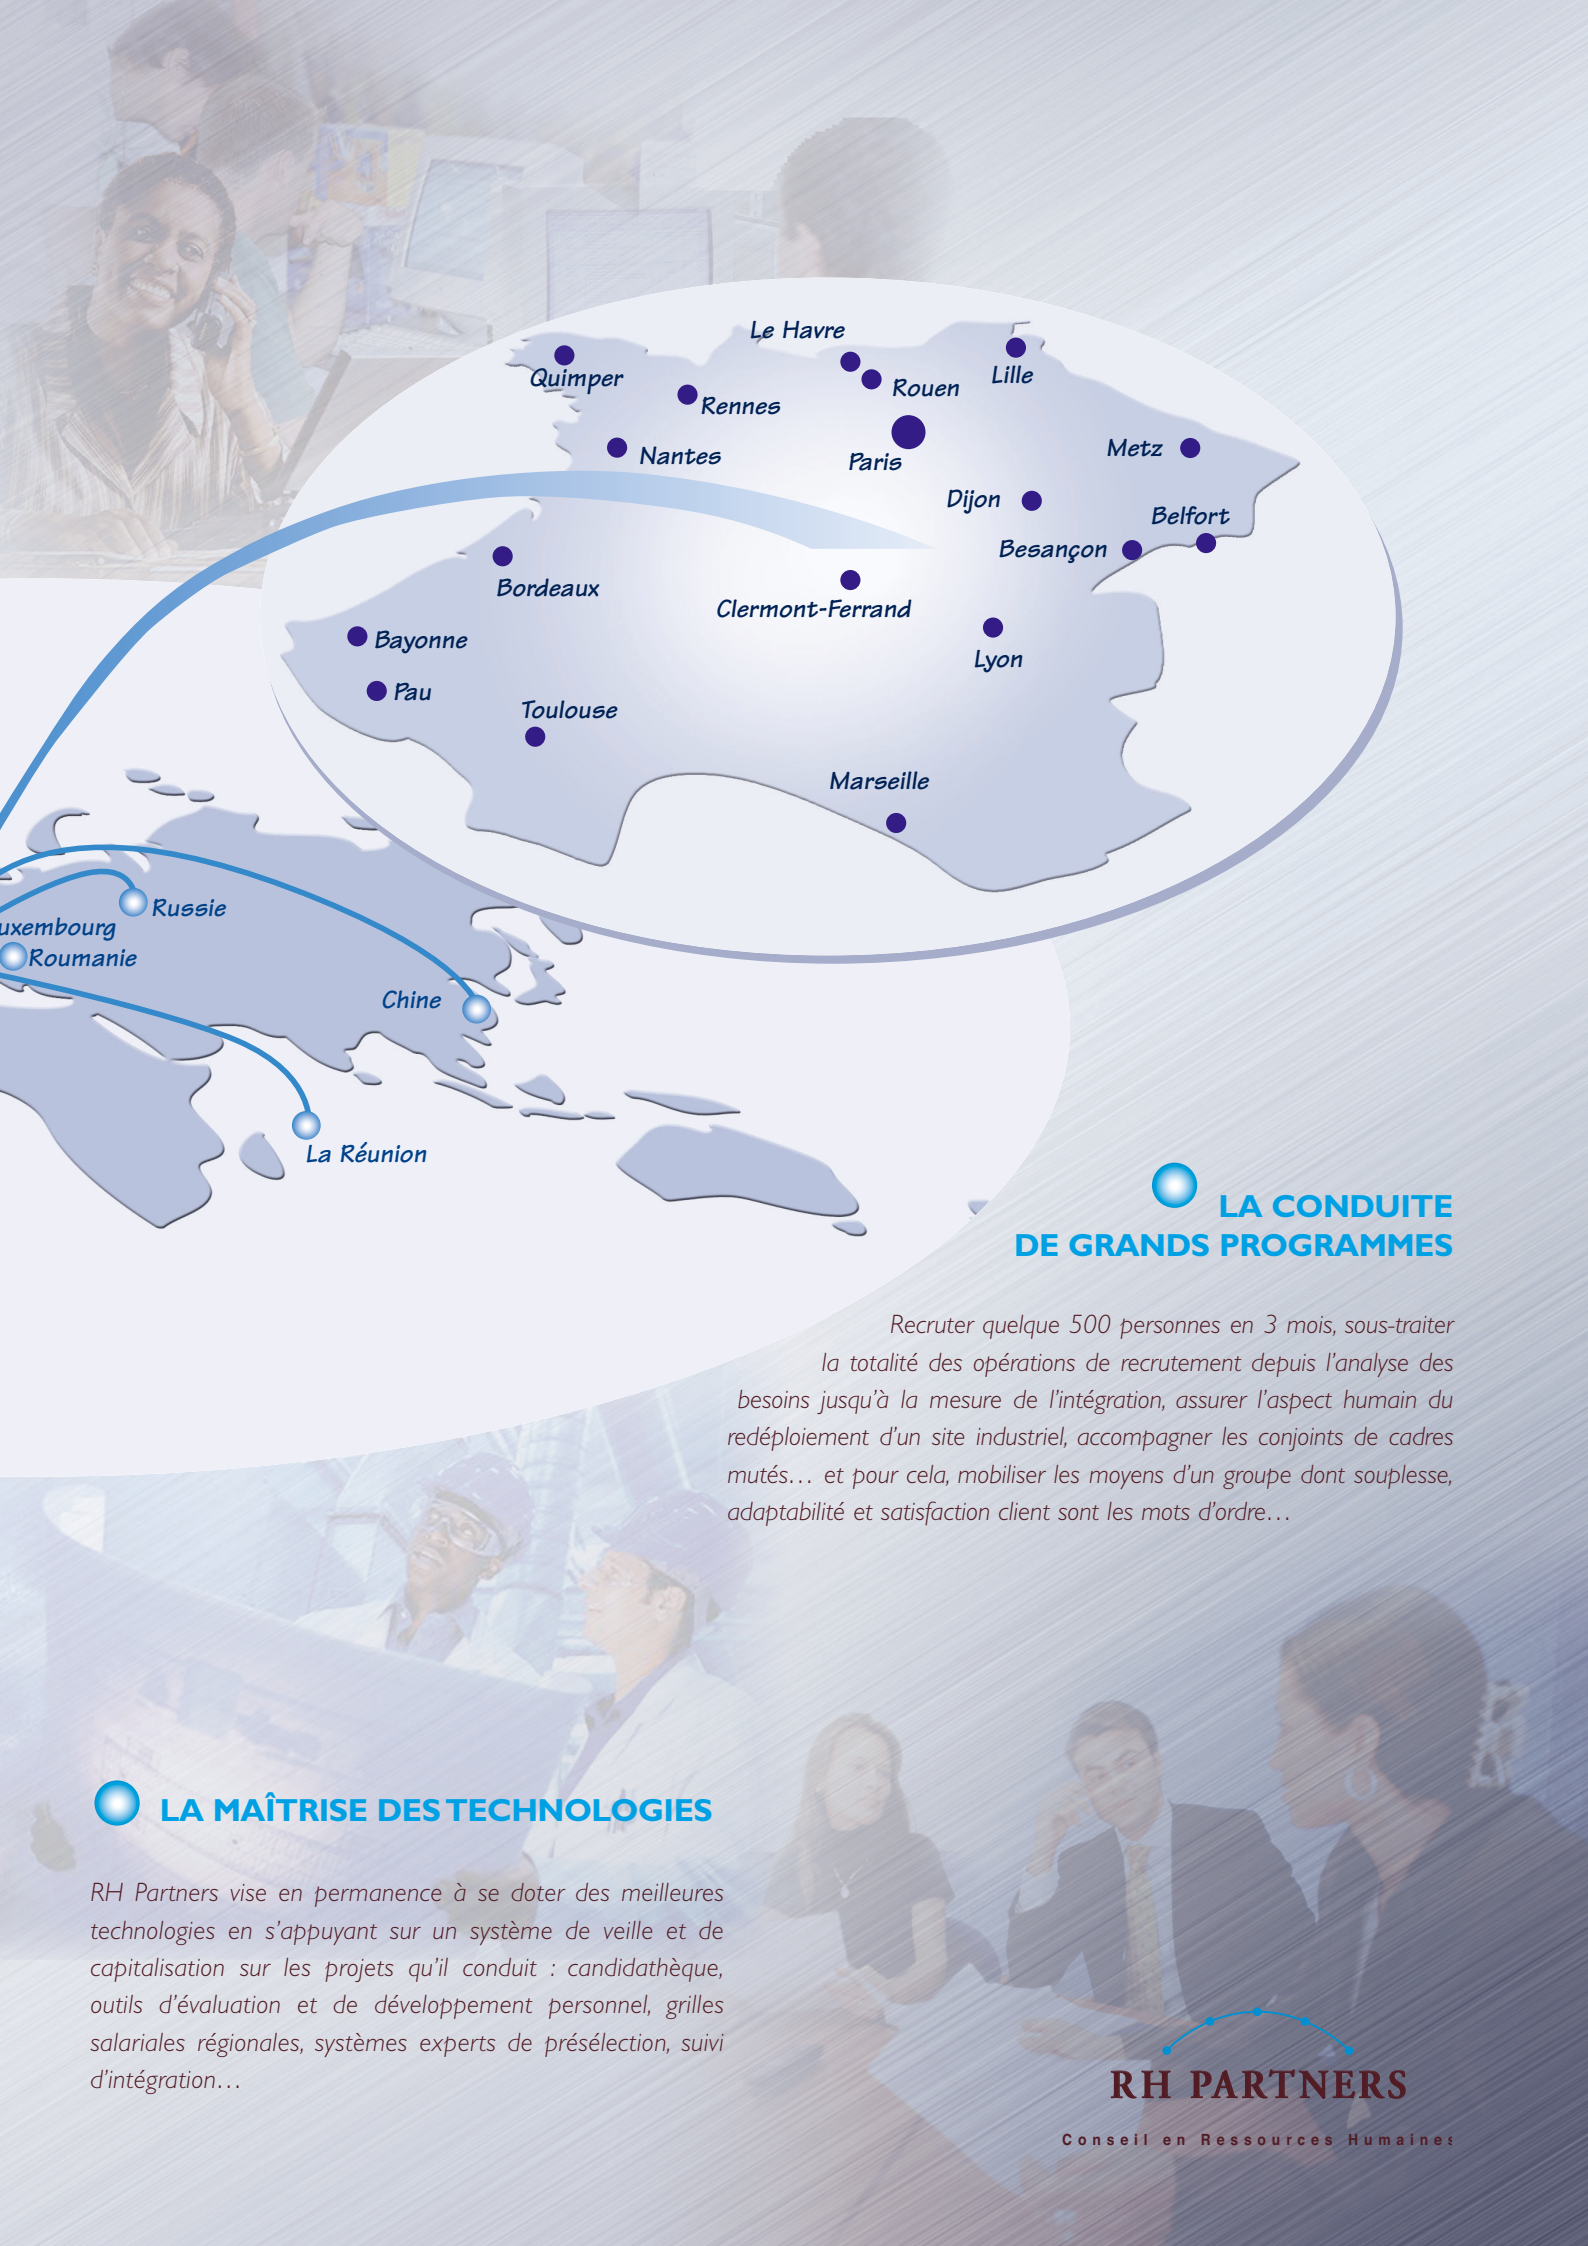 Le Havre
Quimper
Rouen
Lille
Rennes
Nantes
Paris
Metz
Dijon
Belfort
Besançon
Bordeaux
Clermont-Ferrand
Bayonne
Lyon
Pau
Toulouse
Marseille
Russie
uxembourg
Roumanie
Chine
La Réunion
LA CONDUITE
DE GRANDS PROGRAMMES
Recruter quelque 500 personnes en 3 mois, sous-traiter
la totalité des opérations de recrutement depuis l’analyse des
besoins jusqu’à la mesure de l’intégration, assurer l’aspect humain du
redéploiement d’un site industriel, accompagner les conjoints de cadres
mutés… et pour cela, mobiliser les moyens d’un groupe dont souplesse,
adaptabilité et satisfaction client sont les mots d’ordre…
LA MAÎTRISE DES TECHNOLOGIES
RH Partners vise en permanence à se doter des meilleures
technologies en s’appuyant sur un système de veille et de
capitalisation sur les projets qu’il conduit : candidathèque,
outils d’évaluation et de développement personnel, grilles
salariales régionales, systèmes experts de présélection, suivi
d’intégration…
RH PARTNERS
Conseil en Ressources Humaines